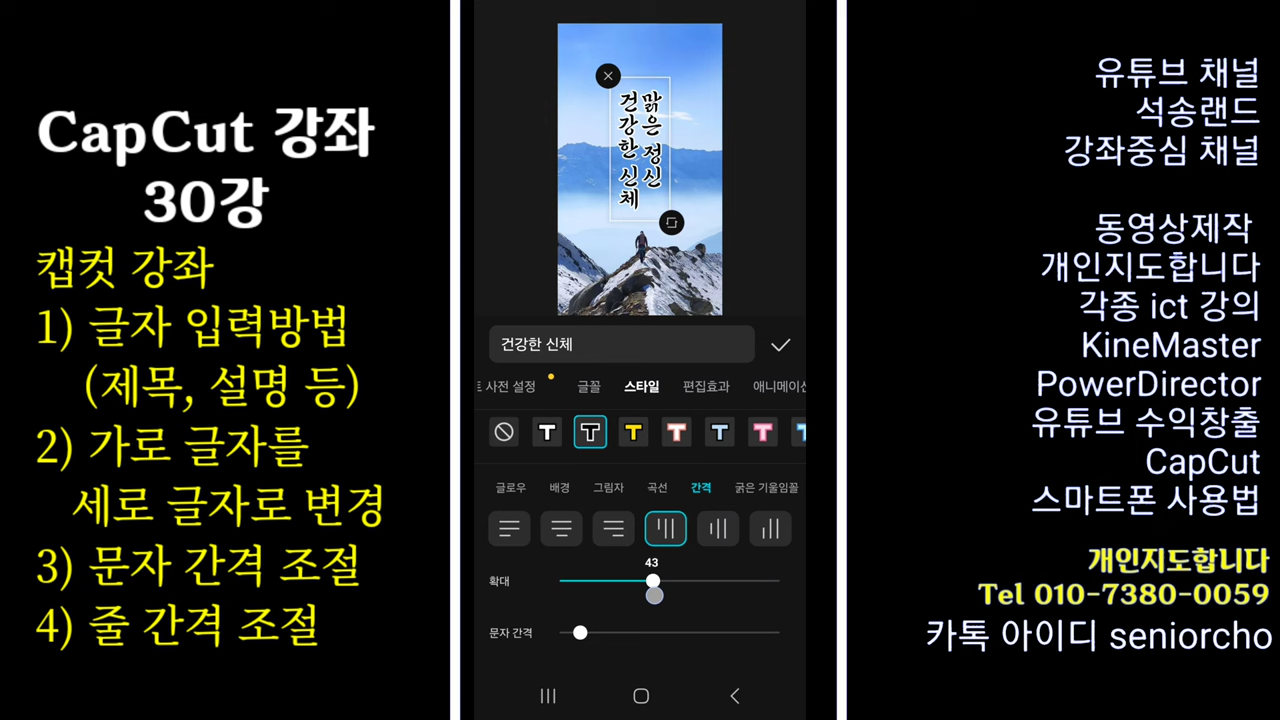 CapCut 강좌
30강
캡컷 강좌
1) 글자 입력방법
(제목, 설명 등)
2) 가로 글자를
세로 글자로 변경
3) 문자 간격 조절
4) 줄 간격 조절
맑은 정신
건강한 신체
건강한 신체
트 사전 설정
글꼴
스타일
편집효과
애니메이션
글로우
배경
그림자
곡선
간격
굵은 기울임꼴
43
확대
문자 간격
유튜브 채널
석송랜드
강좌중심 채널
동영상제작
개인지도합니다
각종 ict 강의
KineMaster
PowerDirector
유튜브 수익창출
CapCut
스마트폰 사용법
개인지도합니다
Tel 010-7380-0059
카톡 아이디 seniorcho